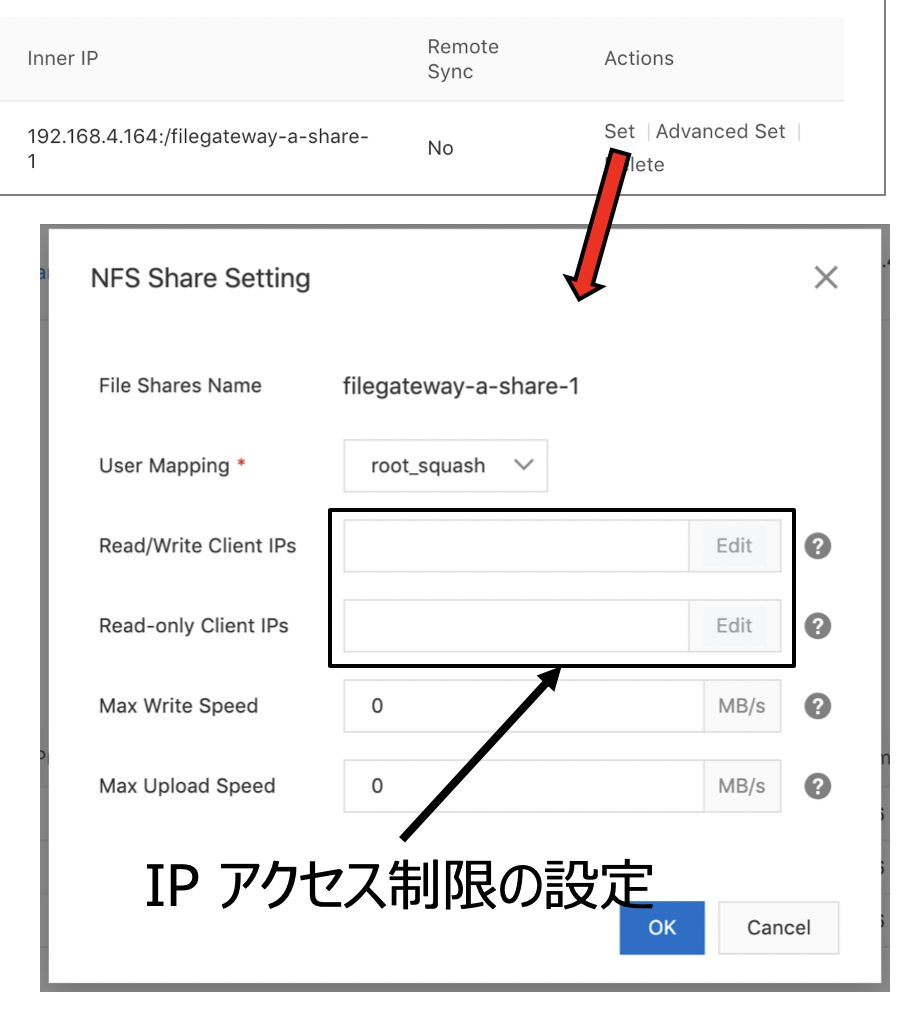 Inner IP
Remote
Sync
Actions
192.168.4.164:/filegateway-a-share-
1
No
Set | Advanced Set |
lete
NFS Share Setting
File Shares Name
filegateway-a-share-1
User Mapping *
root_squash
Read/Write Client IPs
Edit
?
Read-only Client IPs
Edit
?
Max Write Speed
0
MB/s
?
Max Upload Speed
0
MB/s
?
IP アクセス制限の設定
OK
Cancel